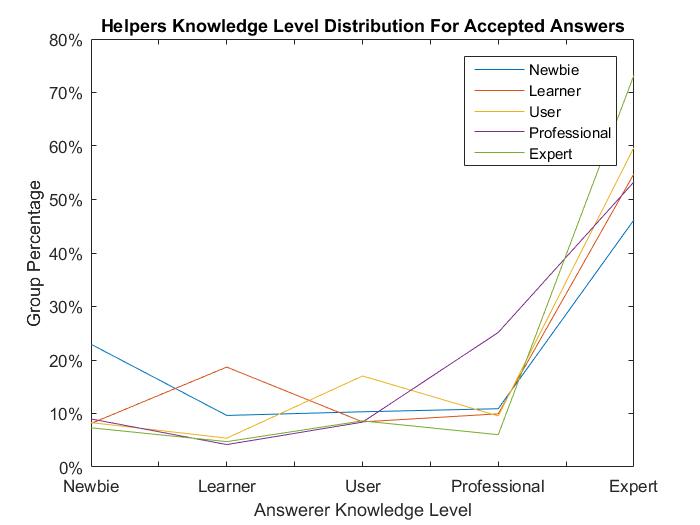 Helpers Knowledge Level Distribution For Accepted Answers
80%
70%
60%
50%
40%
30%
20%
10%
0%
Group Percentage
Newbie
Learner
User
Professional
Expert
Newbie Learner User Professional Expert
Answerer Knowledge Level